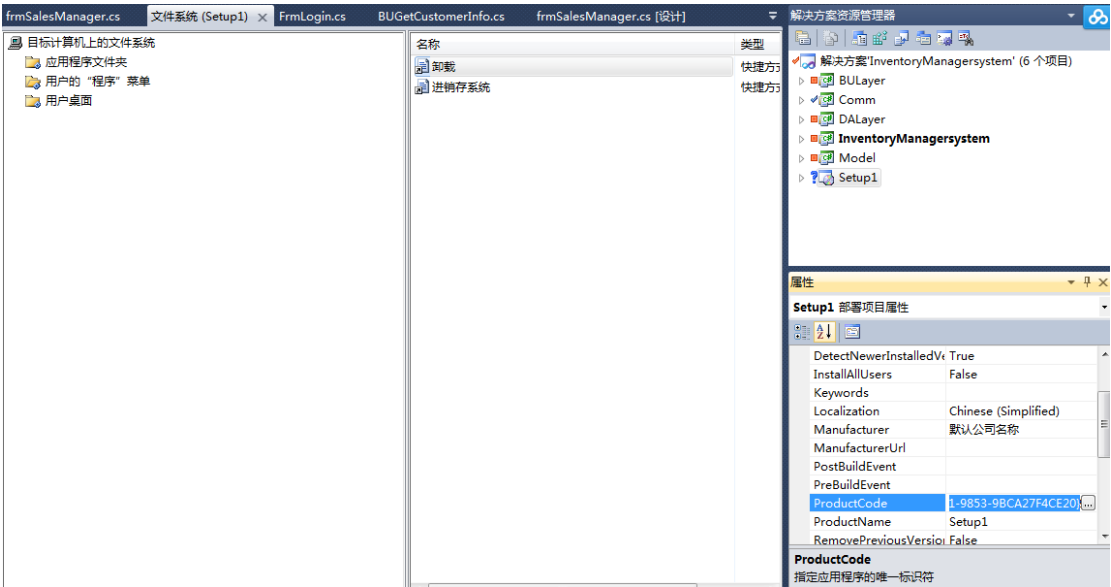 frmSalesManager.cs 文件系统 (Setup1) FrmLogin.cs BUGetCustomerInfo.cs frmSalesManager.cs [设计]
目标计算机上的文件系统
应用程序文件夹
用户的“程序”菜单
用户桌面
名称 类型
卸载 快捷方
进销存系统 快捷方
解决方案资源管理器
解决方案'InventoryManagersystem' (6 个项目)
BULayer
Comm
DALayer
InventoryManagersystem
Model
Setup1
属性
Setup1 部署项目属性
DetectNewerInstalledVe True
InstallAllUsers False
Keywords
Localization Chinese (Simplified)
Manufacturer 默认公司名称
ManufacturerUrl
PostBuildEvent
PreBuildEvent
ProductCode 1-9853-9BCA27F4CE20} ...
ProductName Setup1
RemovePreviousVersion False
ProductCode
指定应用程序的唯一标识符